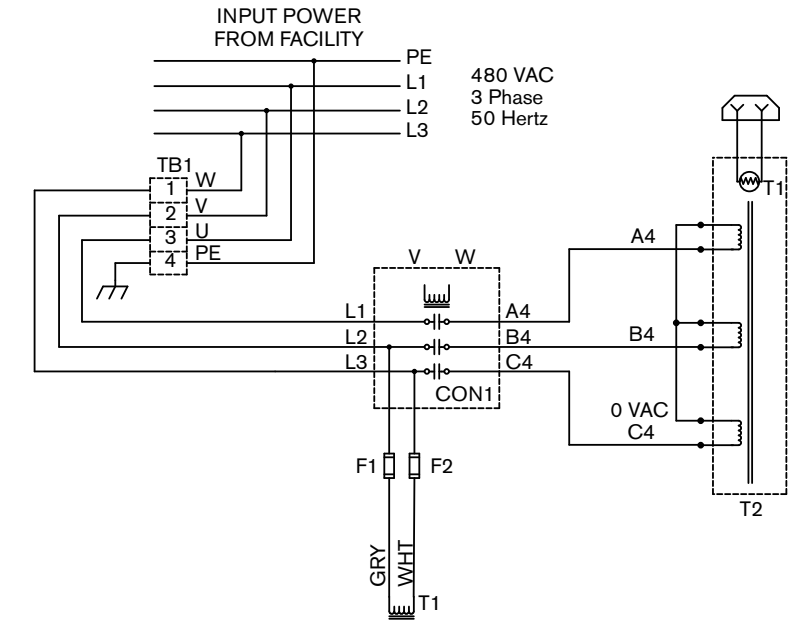 INPUT POWER
FROM FACILITY
PE
L1
L2
L3
480 VAC
3 Phase
50 Hertz
TB1
1 W
2 V
3 U
4 PE
T1
V W
A4
L1 A4
L2 B4 B4
L3 C4
CON1
0 VAC
C4
F1 F2
T2
GRY
WHT
T1